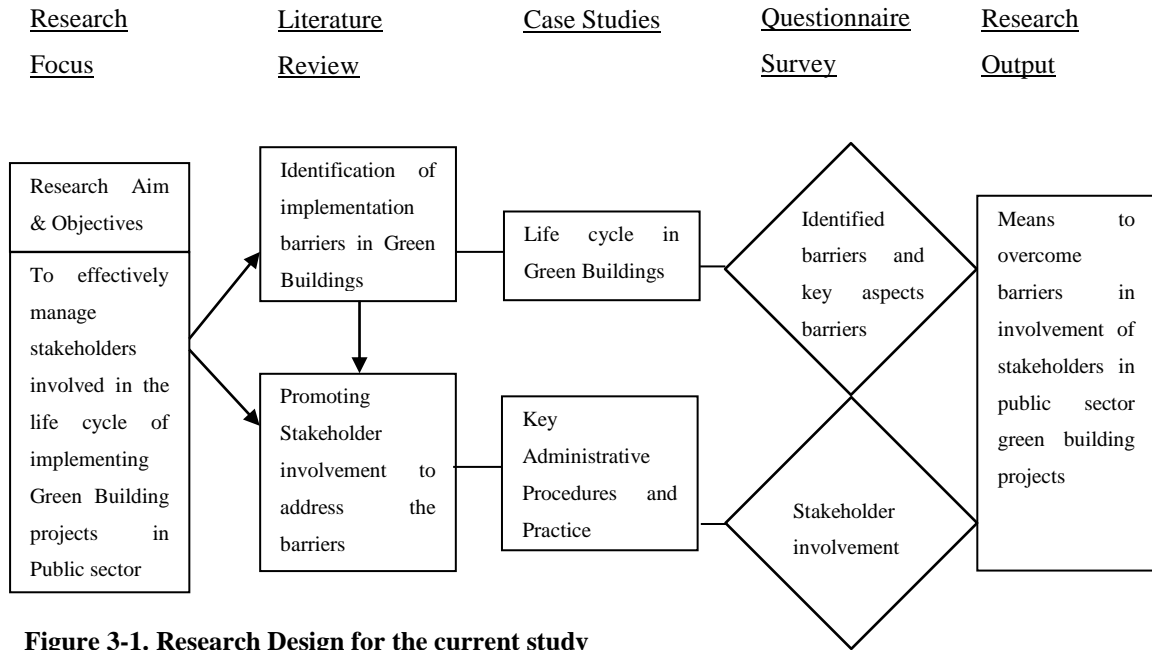 Research
Focus
Literature
Review
Case Studies
Questionnaire
Survey
Research
Output
Research Aim
& Objectives
To effectively
manage
stakeholders
involved in the
life cycle of
implementing
Green Building
projects in
Public sector
Identification of
implementation
barriers in Green
Buildings
Promoting
Stakeholder
involvement to
address the
barriers
Life cycle in
Green Buildings
Key
Administrative
Procedures and
Practice
Identified
barriers and
key aspects
barriers
Stakeholder
involvement
Means to
overcome
barriers in
involvement of
stakeholders in
public sector
green building
projects
Figure 3-1. Research Design for the current study